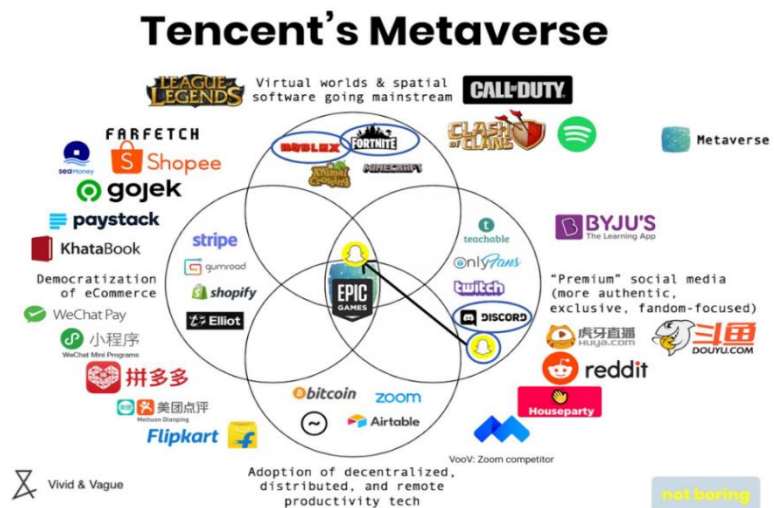 Tencent's Metaverse
LEAGUE
LEGENDS
Virtual worlds & spatial
software going mainstream
CALL OF DUTY.
FARFETCH
ROBLOX
FORTNITE
CLASH
OF CLANS
Metaverse
seaMoney
Shopee
Animal
Crossing
MINECRAFT
gojek
paystack
stripe
teachable
BYJU'S
The Learning App
KhataBook
gumroad
OnlyFans
Democratization
of eCommerce
shopify
EPIC
GAMES
twitch
"Premium" social media
(more authentic,
exclusive, fandom-focused)
WeChat Pay
Elliot
DISCORD
小程序
WeChat Mini Programs
虎牙直播
Huya.com
斗鱼
DOUYU.COM
拼多多
reddit
美团点评
Meituan Dianping
bitcoin
zoom
Houseparty
Flipkart
Airtable
VooV: Zoom competitor
Adoption of decentralized,
distributed, and remote
productivity tech
Vivid & Vague
not boring